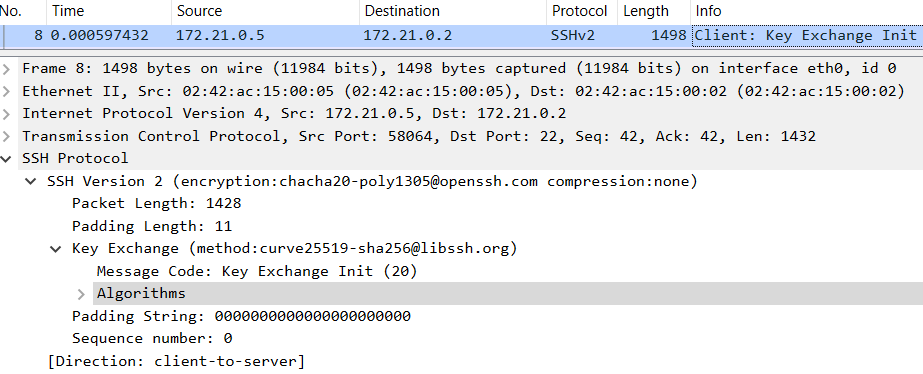 No. Time Source Destination Protocol Length Info
8 0.000597432 172.21.0.5 172.21.0.2 SSHv2 1498 Client: Key Exchange Init
Frame 8: 1498 bytes on wire (11984 bits), 1498 bytes captured (11984 bits) on interface eth0, id 0
Ethernet II, Src: 02:42:ac:15:00:05 (02:42:ac:15:00:05), Dst: 02:42:ac:15:00:02 (02:42:ac:15:00:02)
Internet Protocol Version 4, Src: 172.21.0.5, Dst: 172.21.0.2
Transmission Control Protocol, Src Port: 58064, Dst Port: 22, Seq: 42, Ack: 42, Len: 1432
SSH Protocol
SSH Version 2 (encryption:chacha20-poly1305@openssh.com compression:none)
Packet Length: 1428
Padding Length: 11
Key Exchange (method:curve25519-sha256@libssh.org)
Message Code: Key Exchange Init (20)
Algorithms
Padding String: 0000000000000000000000
Sequence number: 0
[Direction: client-to-server]